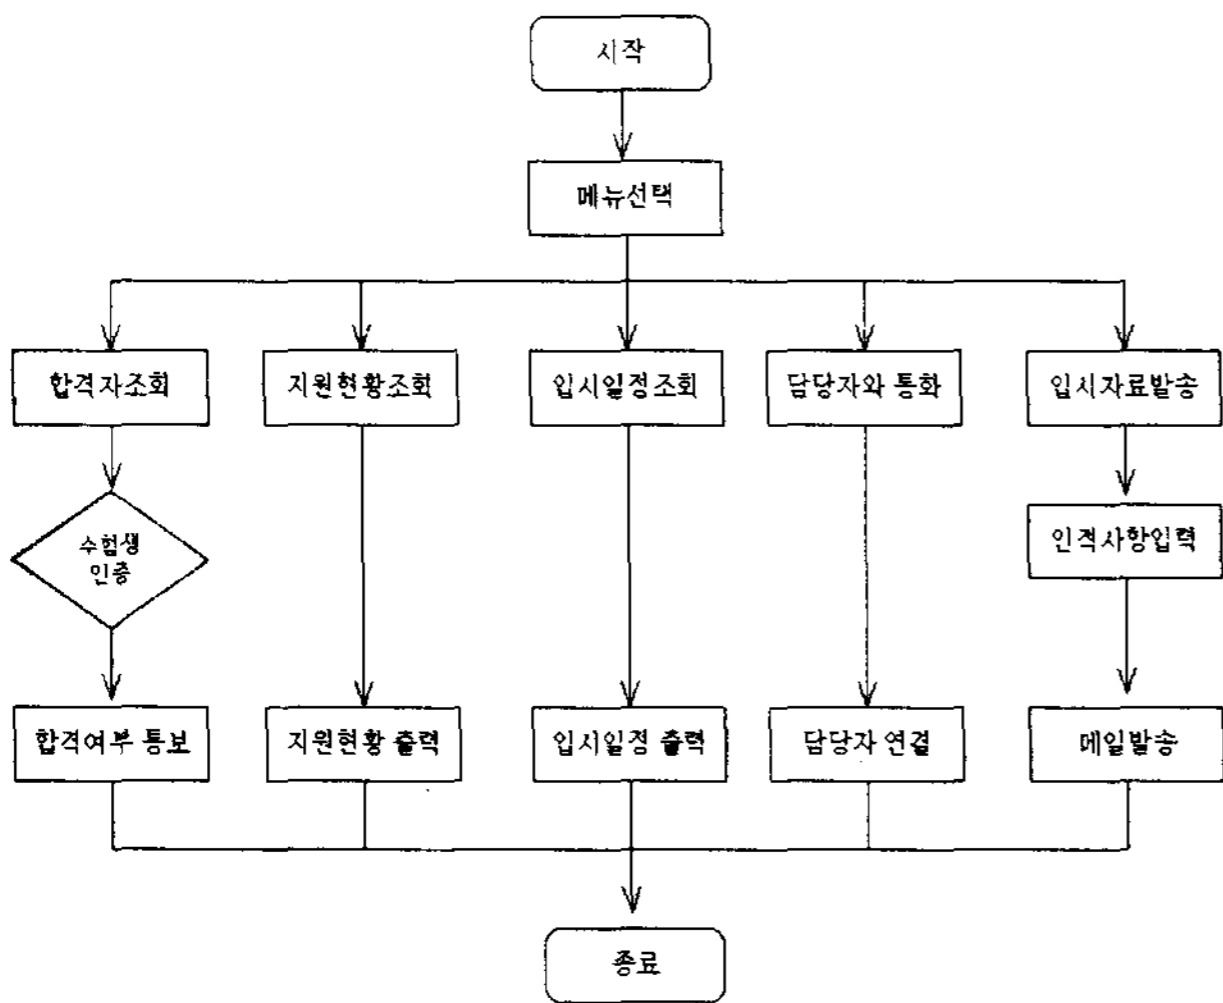 시작
메뉴선택
합격자조회
지원현황조회
입시일정조회
담당자와 통화
입시자료발송
수험생
인증
인적사항입력
합격여부 통보
지원현황 출력
입시일정 출력
담당자 연결
메일발송
종료